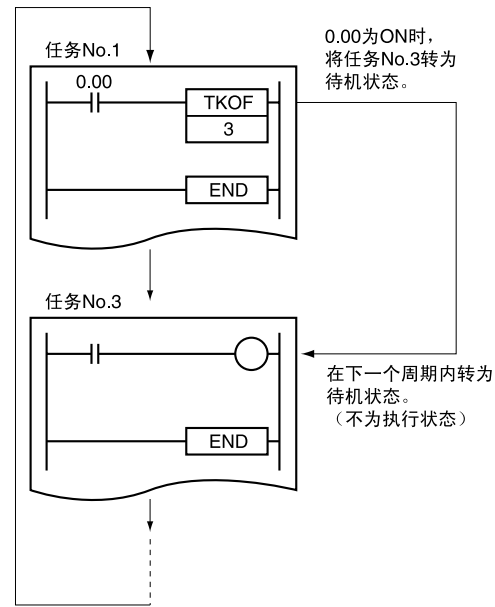 任务No.1
0.00为ON时，
将任务No.3转为
待机状态。
0.00
TKOF
3
END
任务No.3
在下一个周期内转为
待机状态。
（不为执行状态）
END